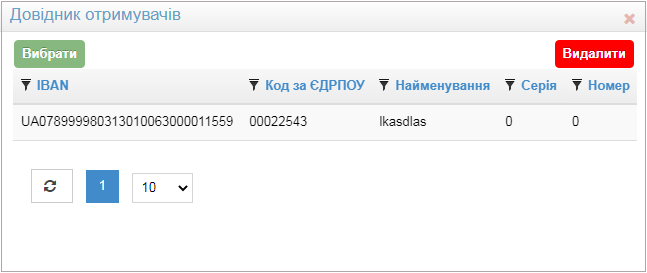 Довідник отримувачів
Вибрати Видалити
IBAN Код за ЄДРПОУ Найменування Серія Номер
UA078999980313010063000011559 00022543 lkasdlas 0 0
1 10